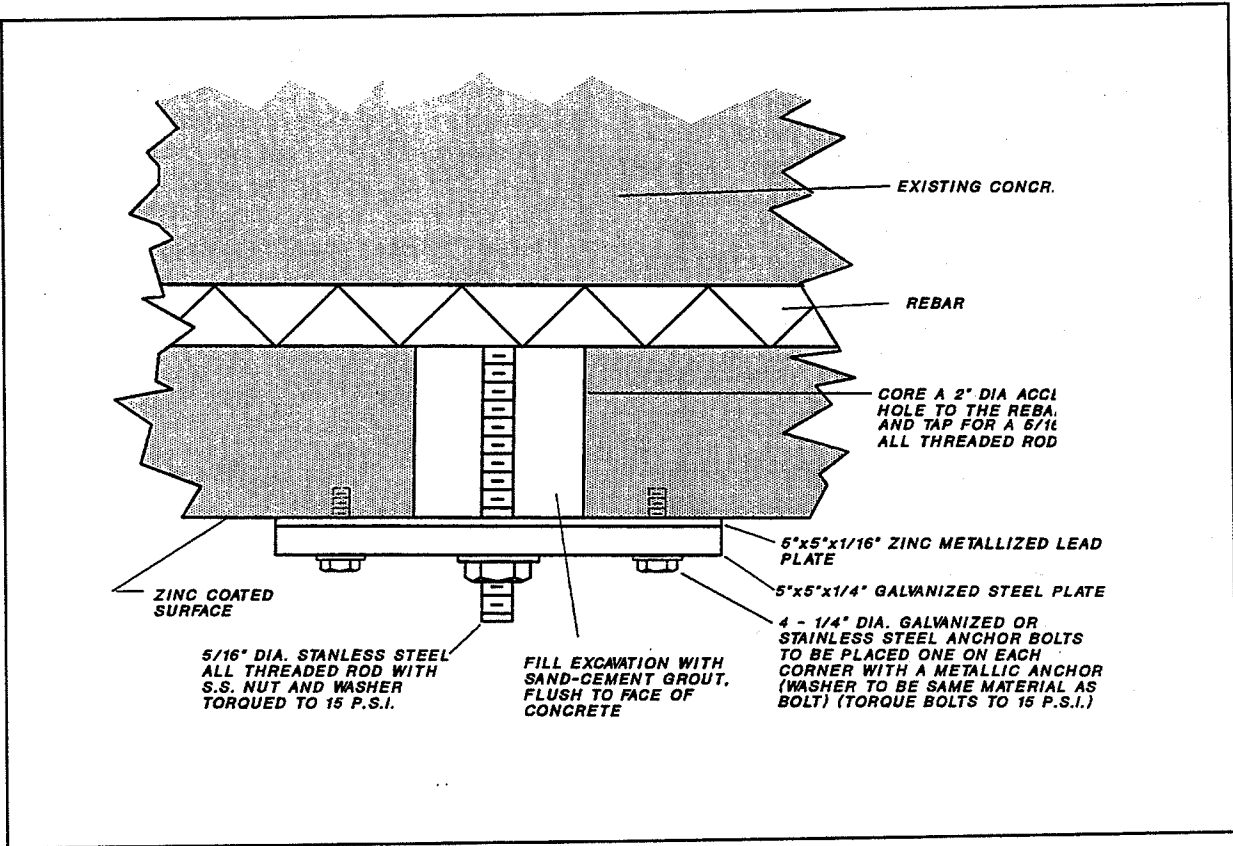 EXISTING CONCR.
REBAR
CORE A 2" DIA
HOLE TO THE
AND TAP FOR A
ALL THREADED ROD
5"x5"x1/16" ZINC METALLIZED LEAD
PLATE
5"x5"x1/4" GALVANIZED STEEL PLATE
4 - 1/4" DIA. GALVANIZED OR
STAINLESS STEEL ANCHOR BOLTS
TO BE PLACED ONE ON EACH
CORNER WITH A METALLIC ANCHOR
(WASHER TO BE SAME MATERIAL AS
BOLT) (TORQUE BOLTS TO 15 P.S.I.)
ZINC COATED
SURFACE
5/16" DIA. STANLESS STEEL
ALL THREADED ROD WITH
S.S. NUT AND WASHER
TORQUED TO 15 P.S.I.
FILL EXCAVATION WITH
SAND-CEMENT GROUT,
FLUSH TO FACE OF
CONCRETE